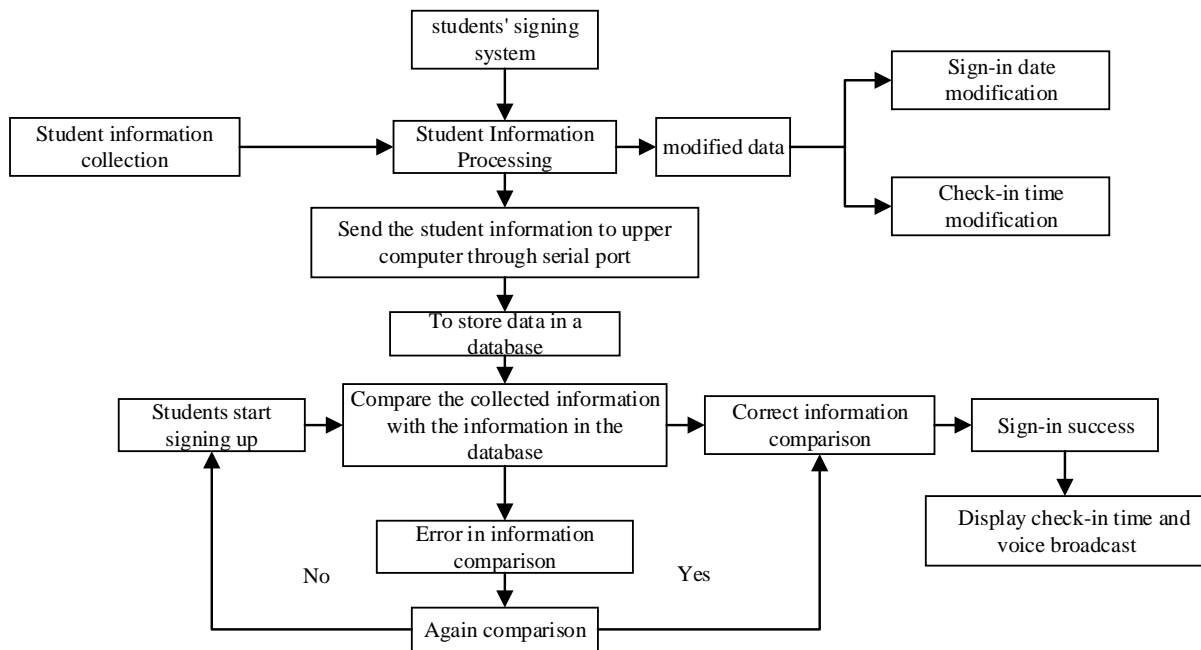 students' signing
system
Sign-in date
modification
Student information
collection
Student Information
Processing
modified data
Check-in time
modification
Send the student information to upper
computer through serial port
To store data in a
database
Students start
signing up
Compare the collected information
with the information in the
database
Correct information
comparison
Sign-in success
Display check-in time and
voice broadcast
Error in information
comparison
No
Yes
Again comparison